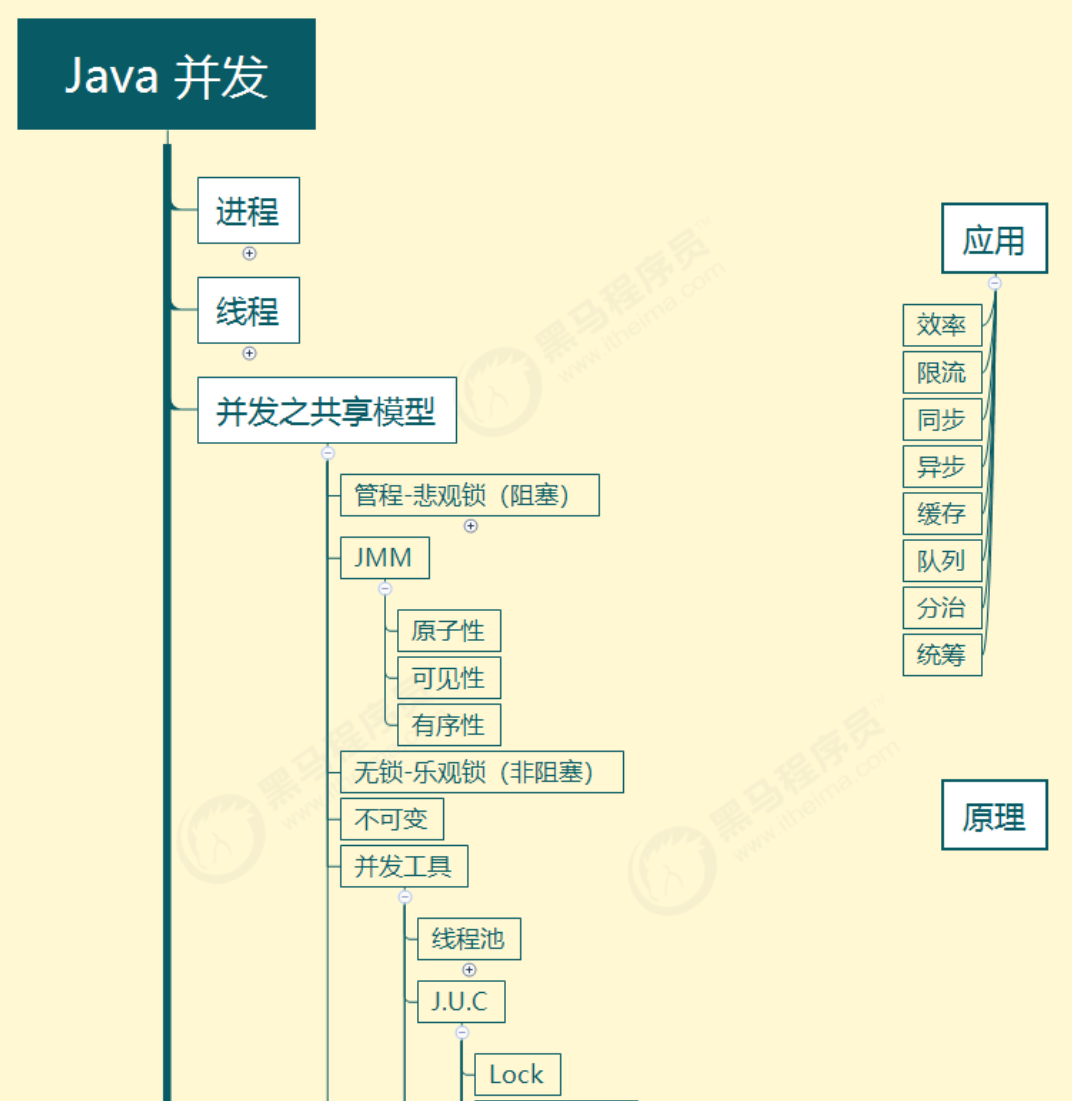 Java 并发
进程
线程
并发之共享模型
管程-悲观锁（阻塞）
JMM
原子性
可见性
有序性
无锁-乐观锁（非阻塞）
不可变
并发工具
线程池
J.U.C
Lock
应用
效率
限流
同步
异步
缓存
队列
分治
统筹
原理
黑马程序员™
www.itheima.com
黑马程序员
www.
黑马程序员™
www.itheima.com